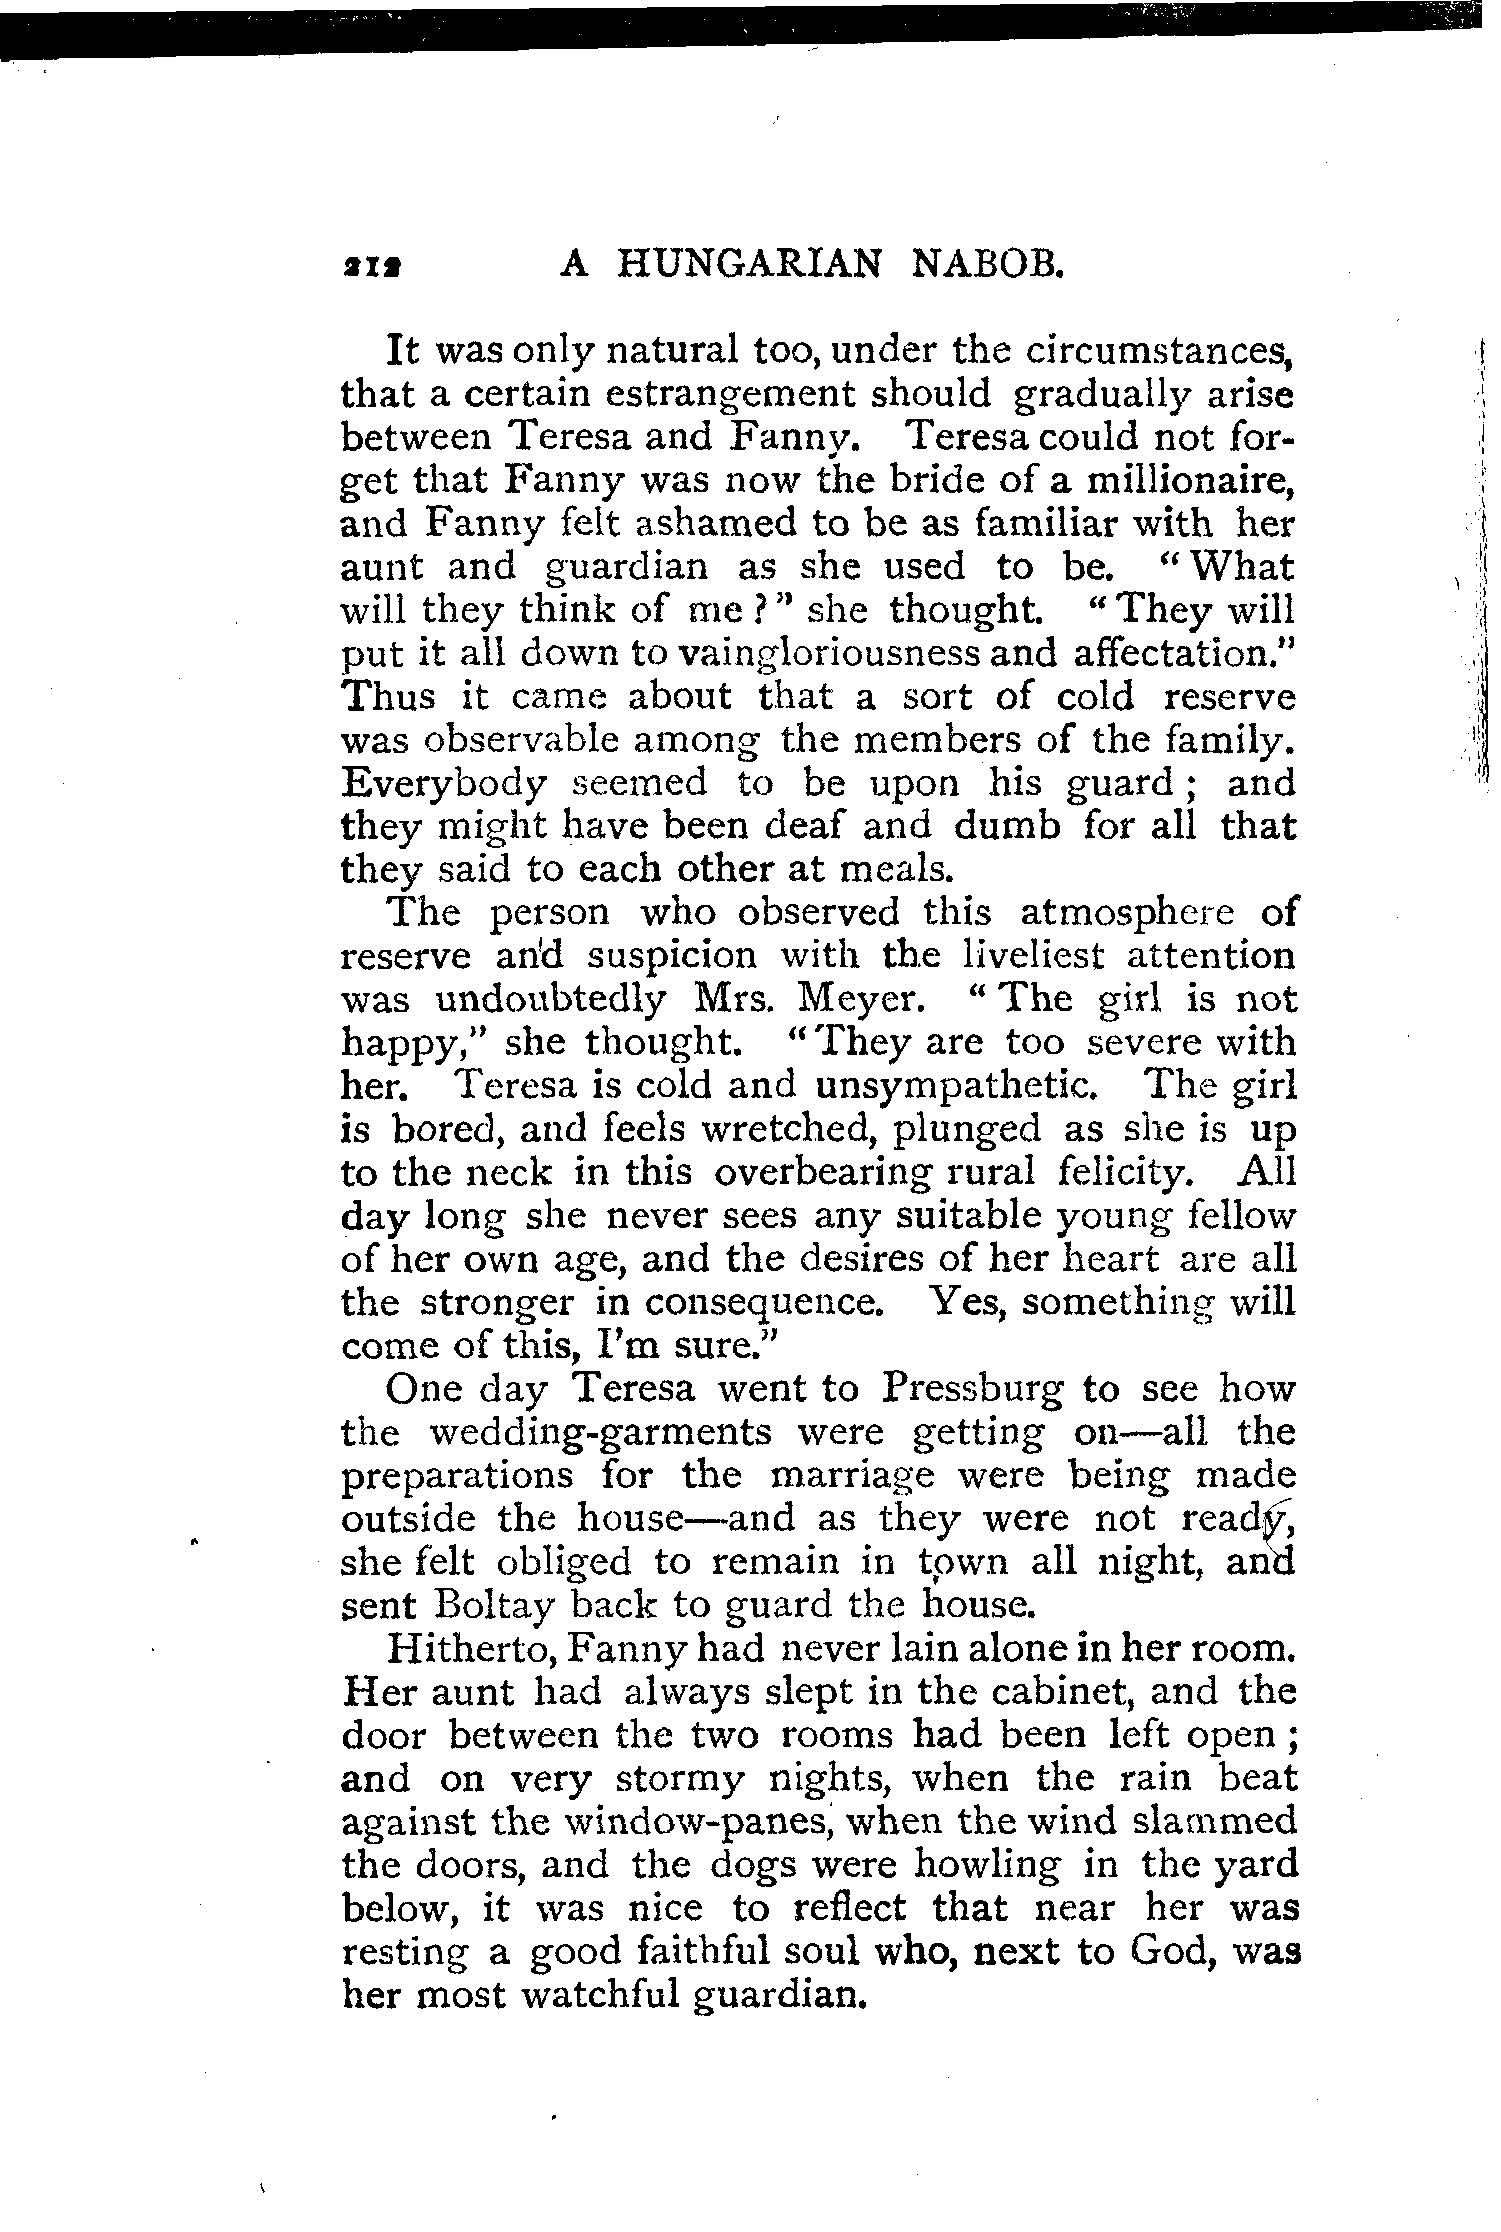 212 A HUNGARIAN NABOB.
It was only natural too, under the circumstances,
that a certain estrangement should gradually arise
between Teresa and Fanny. Teresa could not for-
get that Fanny was now the bride of a millionaire,
and Fanny felt ashamed to be as familiar with her
aunt and guardian as she used to be. "What
will they think of me?" she thought. "They will
put it all down to vaingloriousness and affectation."
Thus it came about that a sort of cold reserve
was observable among the members of the family.
Everybody seemed to be upon his guard; and
they might have been deaf and dumb for all that
they said to each other at meals.
The person who observed this atmosphere of
reserve and suspicion with the liveliest attention
was undoubtedly Mrs. Meyer. "The girl is not
happy," she thought. "They are too severe with
her. Teresa is cold and unsympathetic. The girl
is bored, and feels wretched, plunged as she is up
to the neck in this overbearing rural felicity. All
day long she never sees any suitable young fellow
of her own age, and the desires of her heart are all
the stronger in consequence. Yes, something will
come of this, I'm sure."
One day Teresa went to Pressburg to see how
the wedding-garments were getting on—all the
preparations for the marriage were being made
outside the house—and as they were not ready,
she felt obliged to remain in town all night, and
sent Boltay back to guard the house.
Hitherto, Fanny had never lain alone in her room.
Her aunt had always slept in the cabinet, and the
door between the two rooms had been left open;
and on very stormy nights, when the rain beat
against the window-panes, when the wind slammed
the doors, and the dogs were howling in the yard
below, it was nice to reflect that near her was
resting a good faithful soul who, next to God, was
her most watchful guardian.